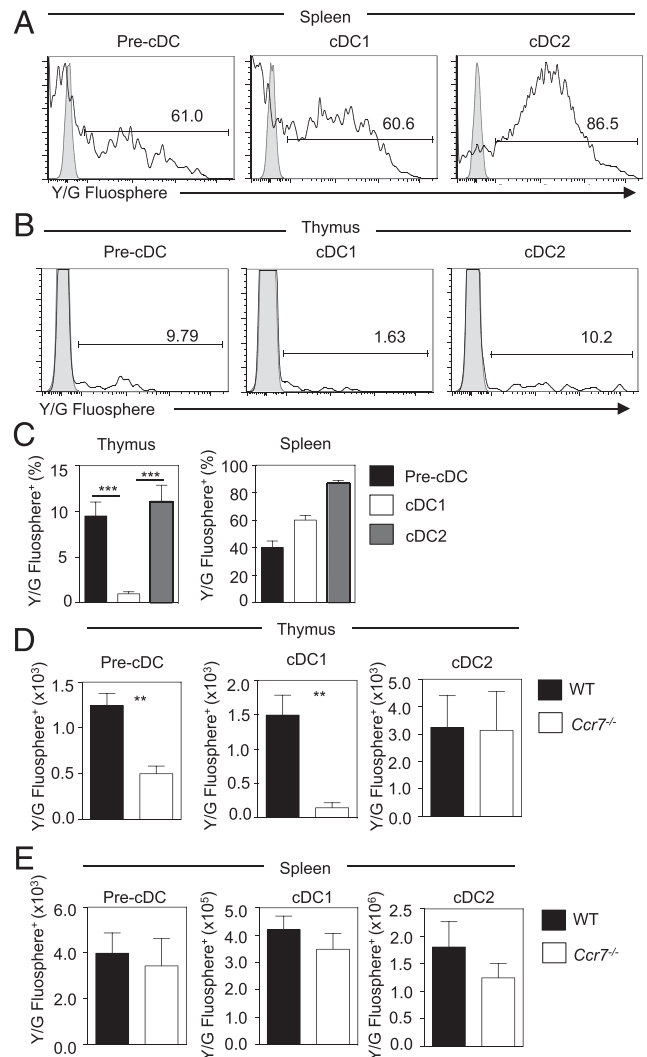 A
Spleen
Pre-cDC
cDC1
cDC2
61.0
60.6
86.5
Y/G Fluosphere
B
Thymus
Pre-cDC
cDC1
cDC2
9.79
1.63
10.2
Y/G Fluosphere
C
Thymus
Spleen
Y/G Fluosphere⁺ (%)
15
10
5
0
***
***
Y/G Fluosphere⁺ (%)
100
80
60
40
20
0
Pre-cDC
cDC1
cDC2
D
Thymus
Pre-cDC
cDC1
cDC2
Y/G Fluosphere⁺ (x10³)
1.5
1.0
0.5
0.0
**
Y/G Fluosphere⁺ (x10³)
2.0
1.5
1.0
0.5
0.0
**
Y/G Fluosphere⁺ (x10³)
5.0
4.0
3.0
2.0
1.0
0.0
WT
Ccr7⁻/⁻
E
Spleen
Pre-cDC
cDC1
cDC2
Y/G Fluosphere⁺ (x10³)
6.0
4.0
2.0
0.0
Y/G Fluosphere⁺ (x10⁵)
5.0
4.0
3.0
2.0
1.0
0.0
Y/G Fluosphere⁺ (x10⁶)
2.5
2.0
1.5
1.0
0.5
0.0
WT
Ccr7⁻/⁻